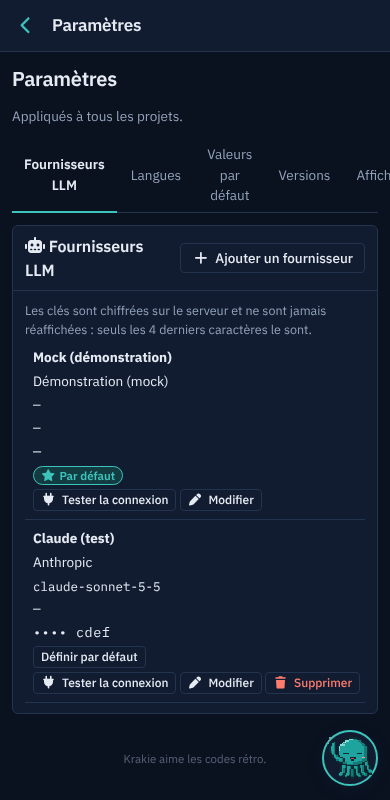 Paramètres
Paramètres
Appliqués à tous les projets.
Fournisseurs
LLM
Langues
Valeurs
par
défaut
Versions
Affich
Fournisseurs
LLM
Ajouter un fournisseur
Les clés sont chiffrées sur le serveur et ne sont jamais
réaffichées : seuls les 4 derniers caractères le sont.
Mock (démonstration)
Démonstration (mock)
—
—
—
Par défaut
Tester la connexion Modifier
Claude (test)
Anthropic
claude-sonnet-5-5
—
•••• cdef
Définir par défaut
Tester la connexion Modifier Supprimer
Krakie aime les codes rétro.